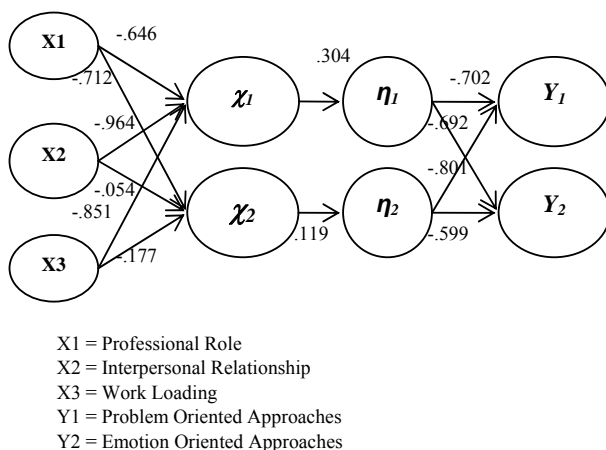 X1
-.646
-.712
.304
χ1
η1
-.702
Y1
-.964
-.692
X2
-.054
-.801
-.851
χ2
.119
η2
-.599
Y2
X3
-.177
X1 = Professional Role
X2 = Interpersonal Relationship
X3 = Work Loading
Y1 = Problem Oriented Approaches
Y2 = Emotion Oriented Approaches